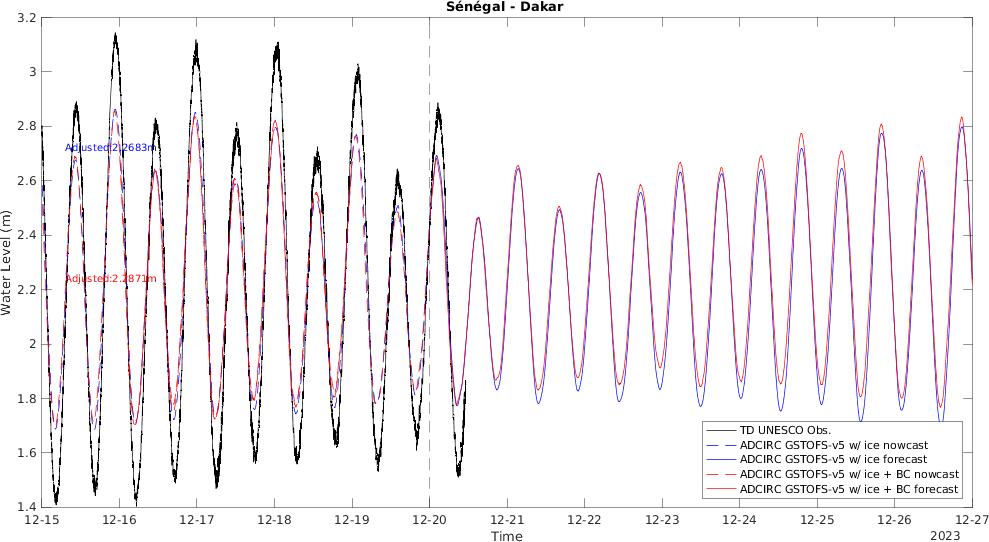 Sénégal - Dakar
3.2
3
2.8
2.6
2.4
2.2
2
1.8
1.6
1.4
Water Level (m)
Adjusted:2.2683m
Adjusted:2.2871m
TD UNESCO Obs.
ADCIRC GSTOFS-v5 w/ ice nowcast
ADCIRC GSTOFS-v5 w/ ice forecast
ADCIRC GSTOFS-v5 w/ ice + BC nowcast
ADCIRC GSTOFS-v5 w/ ice + BC forecast
12-15 12-16 12-17 12-18 12-19 12-20 12-21 12-22 12-23 12-24 12-25 12-26 12-27
Time
2023